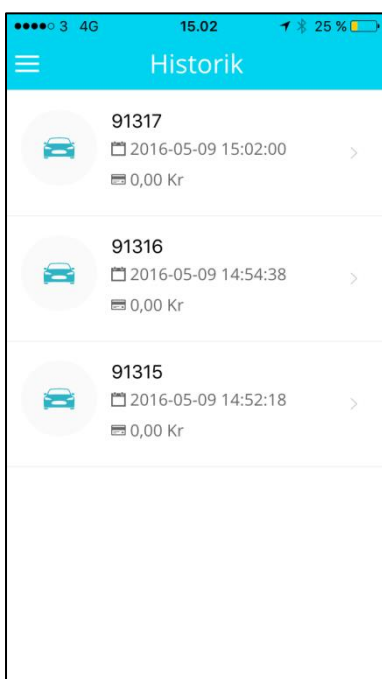 3 4G 15.02 25 %
Historik
91317
2016-05-09 15:02:00
0,00 Kr
91316
2016-05-09 14:54:38
0,00 Kr
91315
2016-05-09 14:52:18
0,00 Kr